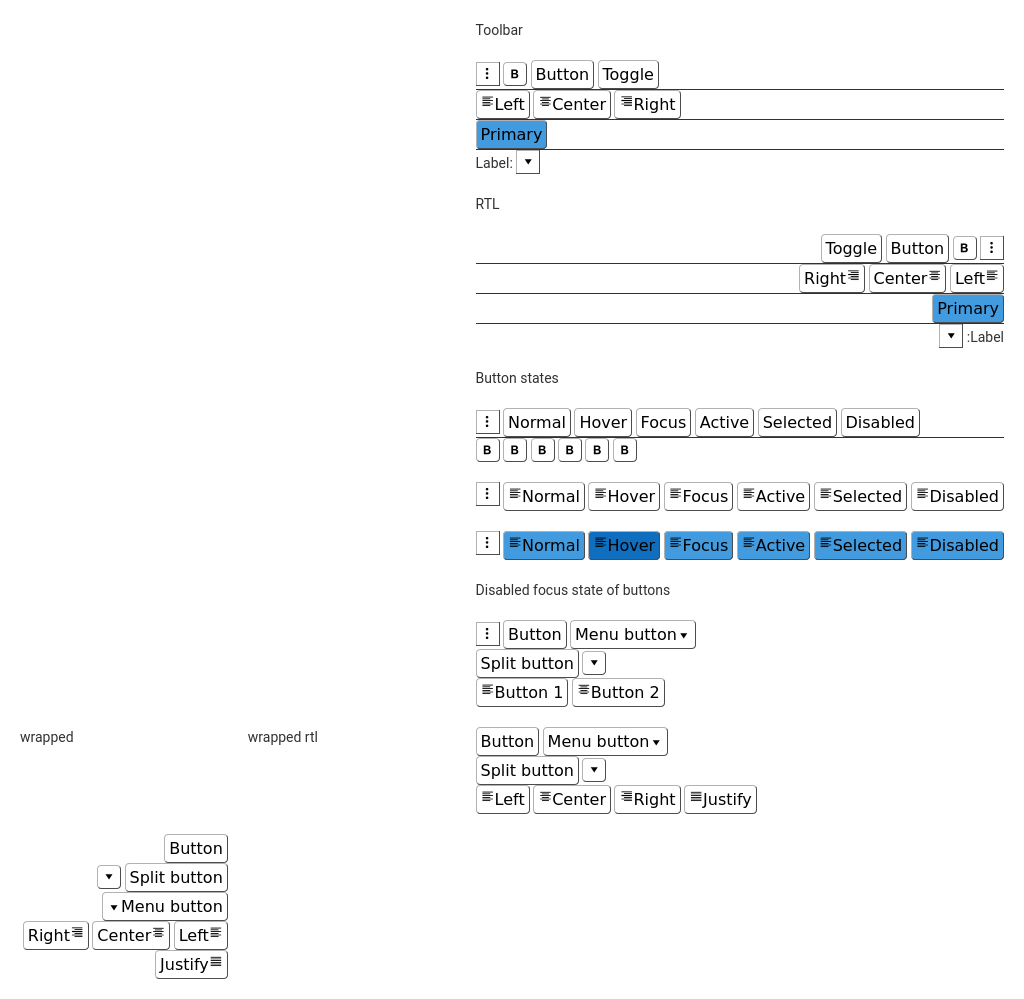 Toolbar
B Button Toggle
Left Center Right
Primary
Label:
RTL
Toggle Button B
Right Center Left
Primary
:Label
Button states
Normal Hover Focus Active Selected Disabled
B B B B B B
Normal Hover Focus Active Selected Disabled
Normal Hover Focus Active Selected Disabled
Disabled focus state of buttons
Button Menu button
Split button
Button 1 Button 2
Button Menu button
Split button
Left Center Right Justify
wrapped
wrapped rtl
Button
Split button
Menu button
Right Center Left
Justify